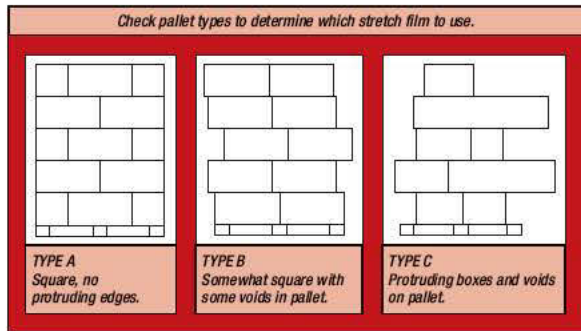 Check pallet types to determine which stretch film to use.
TYPE A
Square, no
protruding edges.
TYPE B
Somewhat square with
some voids in pallet.
TYPE C
Protruding boxes and voids
on pallet.